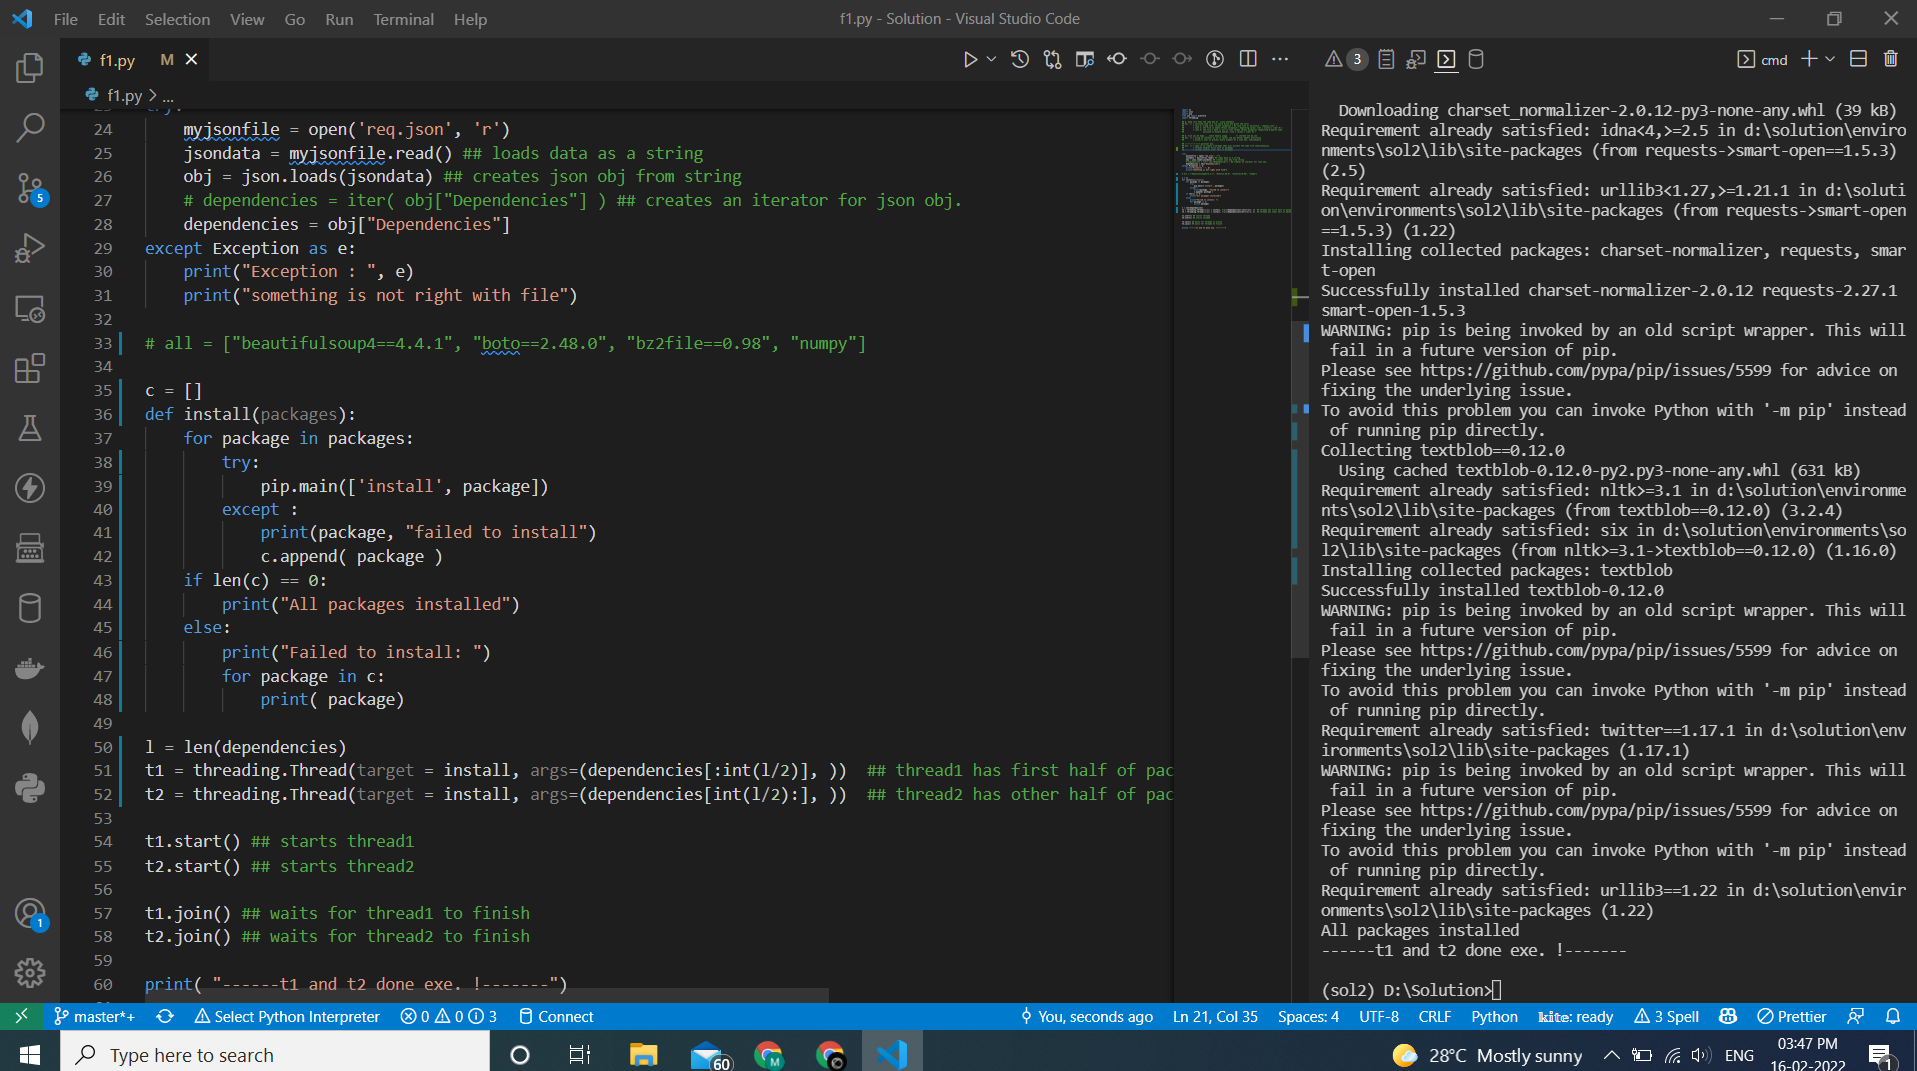 File Edit Selection View Go Run Terminal Help
f1.py - Solution - Visual Studio Code
f1.py M
f1.py > ...
24 myjsonfile = open('req.json', 'r')
25 jsondata = myjsonfile.read() ## loads data as a string
26 obj = json.loads(jsondata) ## creates json obj from string
27 # dependencies = iter( obj["Dependencies"] ) ## creates an iterator for json obj.
28 dependencies = obj["Dependencies"]
29 except Exception as e:
30 print("Exception : ", e)
31 print("something is not right with file")
32
33 # all = ["beautifulsoup4==4.4.1", "boto==2.48.0", "bz2file==0.98", "numpy"]
34
35 c = []
36 def install(packages):
37 for package in packages:
38 try:
39 pip.main(['install', package])
40 except :
41 print(package, "failed to install")
42 c.append( package )
43 if len(c) == 0:
44 print("All packages installed")
45 else:
46 print("Failed to install: ")
47 for package in c:
48 print( package)
49
50 l = len(dependencies)
51 t1 = threading.Thread(target = install, args=(dependencies[:int(l/2)], )) ## thread1 has first half of pac
52 t2 = threading.Thread(target = install, args=(dependencies[int(l/2):], )) ## thread2 has other half of pac
53
54 t1.start() ## starts thread1
55 t2.start() ## starts thread2
56
57 t1.join() ## waits for thread1 to finish
58 t2.join() ## waits for thread2 to finish
59
60 print( "------t1 and t2 done exe. !-------")
3
cmd
Downloading charset_normalizer-2.0.12-py3-none-any.whl (39 kB)
Requirement already satisfied: idna<4,>=2.5 in d:\solution\enviro
nments\sol2\lib\site-packages (from requests->smart-open==1.5.3)
(2.5)
Requirement already satisfied: urllib3<1.27,>=1.21.1 in d:\soluti
on\environments\sol2\lib\site-packages (from requests->smart-open
==1.5.3) (1.22)
Installing collected packages: charset-normalizer, requests, smar
t-open
Successfully installed charset-normalizer-2.0.12 requests-2.27.1
smart-open-1.5.3
WARNING: pip is being invoked by an old script wrapper. This will
fail in a future version of pip.
Please see https://github.com/pypa/pip/issues/5599 for advice on
fixing the underlying issue.
To avoid this problem you can invoke Python with '-m pip' instead
of running pip directly.
Collecting textblob==0.12.0
Using cached textblob-0.12.0-py2.py3-none-any.whl (631 kB)
Requirement already satisfied: nltk>=3.1 in d:\solution\environme
nts\sol2\lib\site-packages (from textblob==0.12.0) (3.2.4)
Requirement already satisfied: six in d:\solution\environments\so
l2\lib\site-packages (from nltk>=3.1->textblob==0.12.0) (1.16.0)
Installing collected packages: textblob
Successfully installed textblob-0.12.0
WARNING: pip is being invoked by an old script wrapper. This will
fail in a future version of pip.
Please see https://github.com/pypa/pip/issues/5599 for advice on
fixing the underlying issue.
To avoid this problem you can invoke Python with '-m pip' instead
of running pip directly.
Requirement already satisfied: twitter==1.17.1 in d:\solution\env
ironments\sol2\lib\site-packages (1.17.1)
WARNING: pip is being invoked by an old script wrapper. This will
fail in a future version of pip.
Please see https://github.com/pypa/pip/issues/5599 for advice on
fixing the underlying issue.
To avoid this problem you can invoke Python with '-m pip' instead
of running pip directly.
Requirement already satisfied: urllib3==1.22 in d:\solution\envir
onments\sol2\lib\site-packages (1.22)
All packages installed
------t1 and t2 done exe. !-------
(sol2) D:\Solution>
5
1
master*+ Select Python Interpreter 0 0 3 Connect You, seconds ago Ln 21, Col 35 Spaces: 4 UTF-8 CRLF Python kite: ready 3 Spell Prettier
Type here to search
60
M
28°C Mostly sunny
ENG
03:47 PM
16-02-2022
1